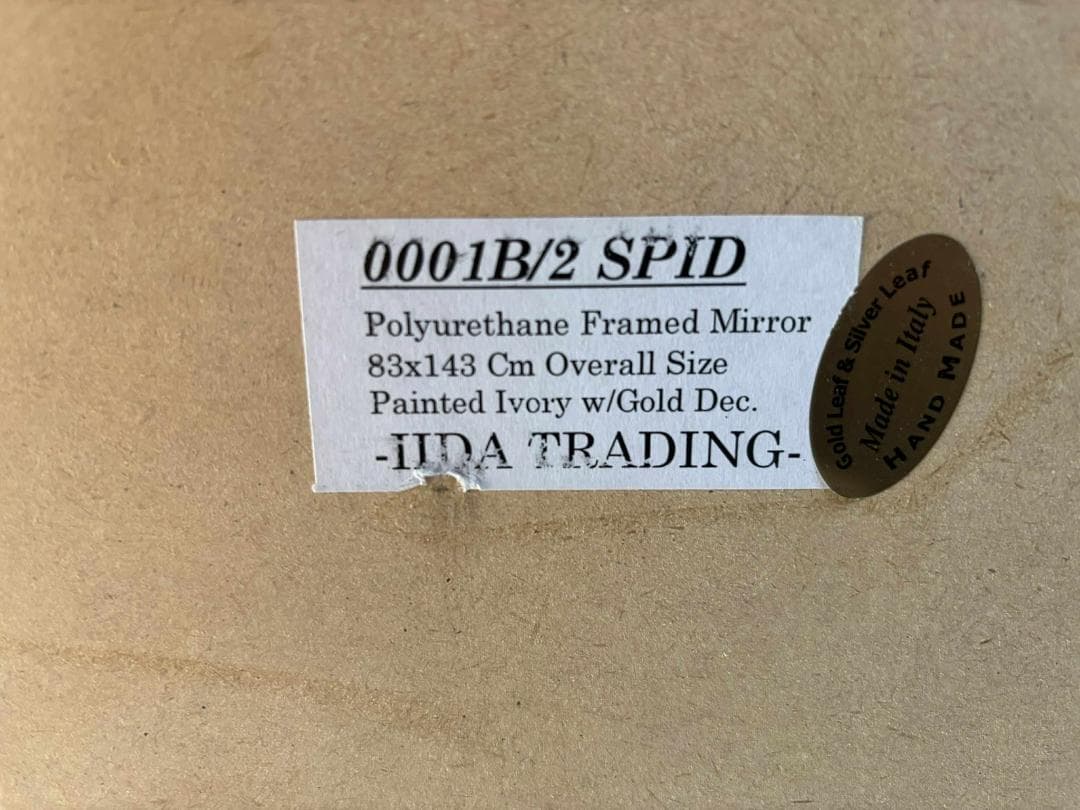 0001B/2 SPID
Polyurethane Framed Mirror
83x143 Cm Overall Size
Painted Ivory w/Gold Dec.
-IIDA TRADING-
Gold Leaf & Silver Leaf
Made in Italy
HAND MADE